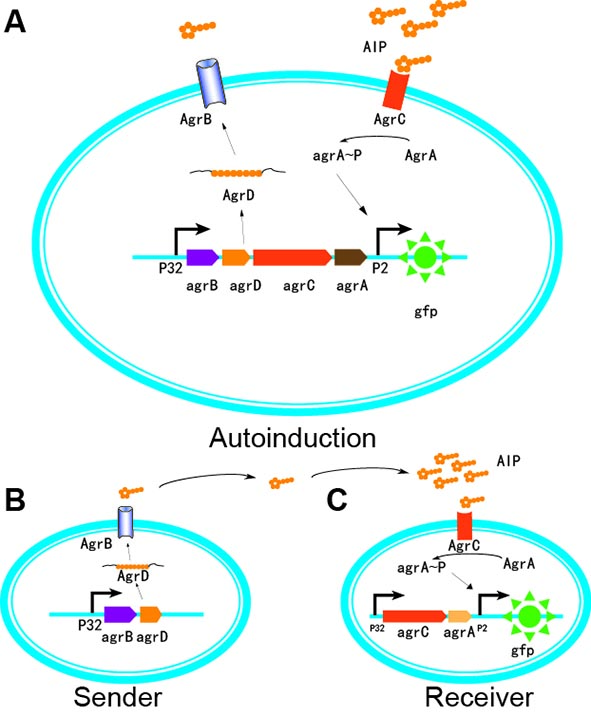 A
AIP
AgrB
AgrC
agrA~P
AgrA
AgrD
P32
P2
agrB
agrD
agrC
agrA
gfp
Autoinduction
B
C
AIP
AgrB
AgrD
P32
agrB
agrD
Sender
AgrC
agrA~P
AgrA
P32
agrC
agrA
P2
gfp
Receiver